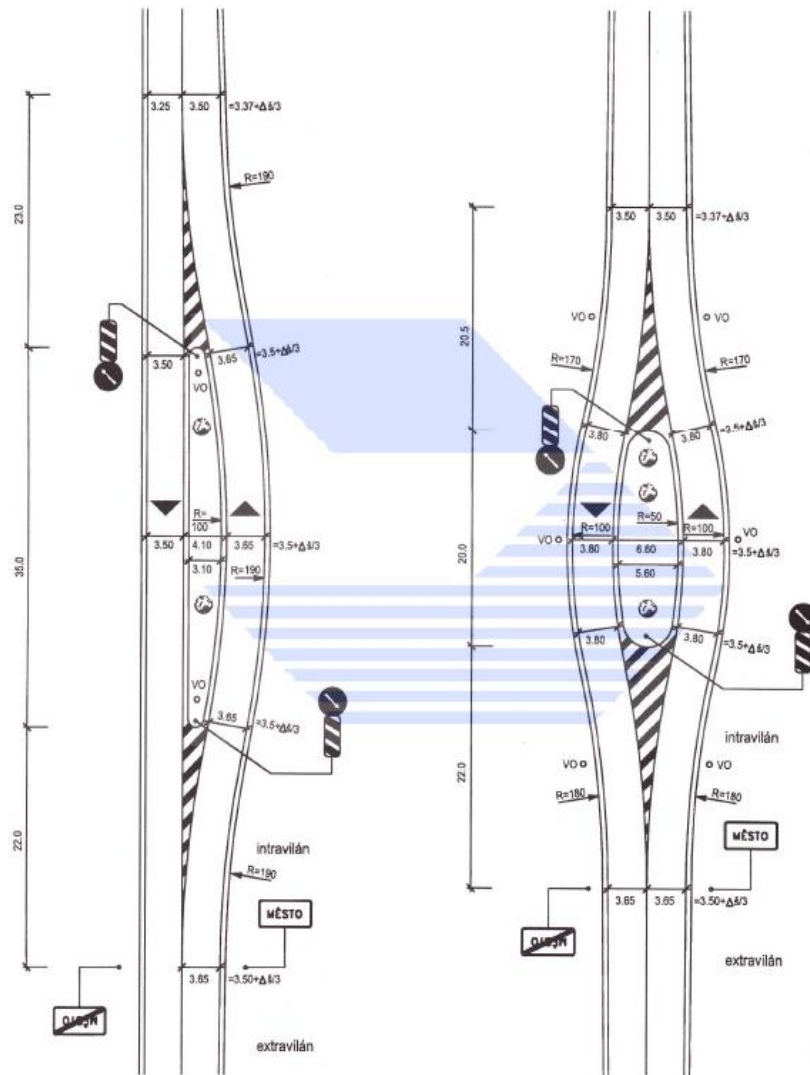 3.25 3.50 =3.37+Δš/3
R=190
23.0
3.50 3.65 =3.5+Δš/3
VO
R=
100
3.50 4.10 3.65 =3.5+Δš/3
3.10 R=190
35.0
VO
3.65 =3.5+Δš/3
22.0
intravilán
R=190
MĚSTO
3.65 =3.50+Δš/3
MĚSTO
extravilán
3.50 3.50 =3.37+Δš/3
VO VO
20.5
R=170 R=170
3.80 3.80 =3.5+Δš/3
R=50
R=100 R=100
VO VO
3.80 6.60 3.80 =3.5+Δš/3
5.60
20.0
3.80 3.80 =3.5+Δš/3
intravilán
VO VO
22.0
R=180 R=180
MĚSTO
3.65 3.65 =3.50+Δš/3
MĚSTO
extravilán